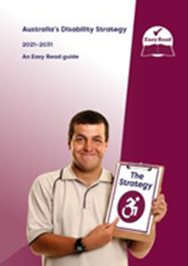 Australia's Disability Strategy
2021-2031
An Easy Read guide
Easy Read
The
Strategy